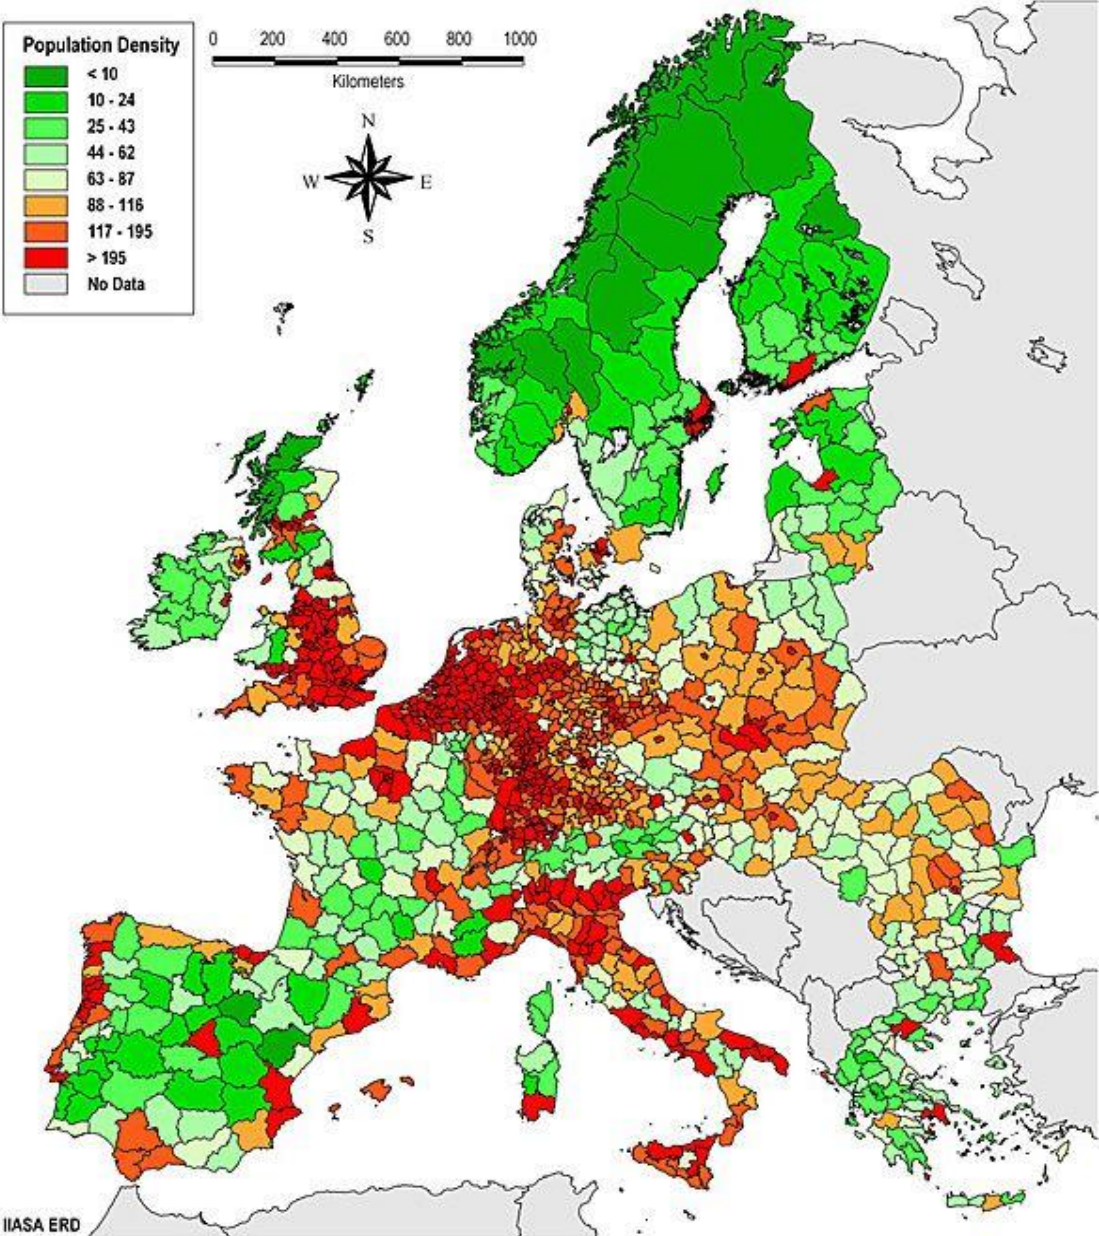 Population Density
< 10
10 - 24
25 - 43
44 - 62
63 - 87
88 - 116
117 - 195
> 195
No Data
0 200 400 600 800 1000
Kilometers
N
W E
S
IIASA ERD